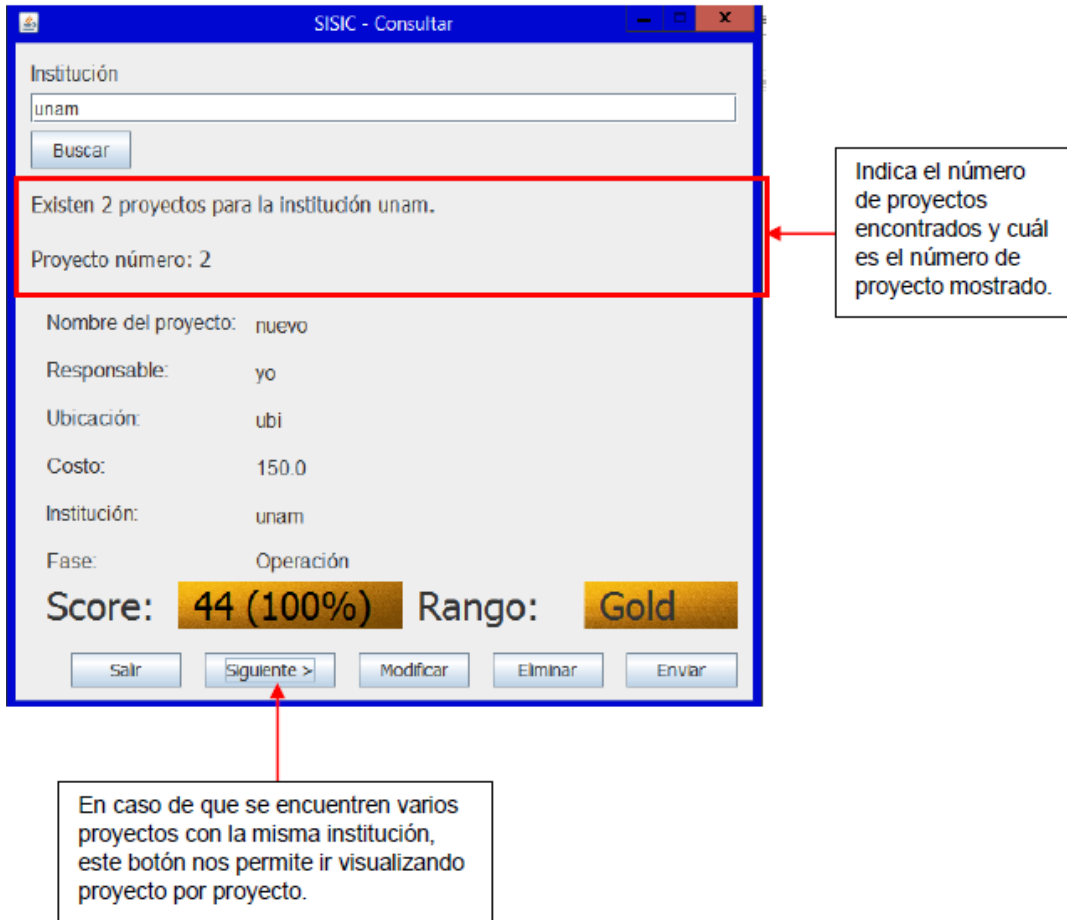 SISIC - Consultar
Institución
unam
Buscar
Existen 2 proyectos para la institución unam.
Proyecto número: 2
Indica el número
de proyectos
encontrados y cuál
es el número de
proyecto mostrado.
Nombre del proyecto: nuevo
Responsable: yo
Ubicación: ubi
Costo: 150.0
Institución: unam
Fase: Operación
Score: 44 (100%) Rango: Gold
Salir Siguiente > Modificar Eliminar Enviar
En caso de que se encuentren varios
proyectos con la misma institución,
este botón nos permite ir visualizando
proyecto por proyecto.